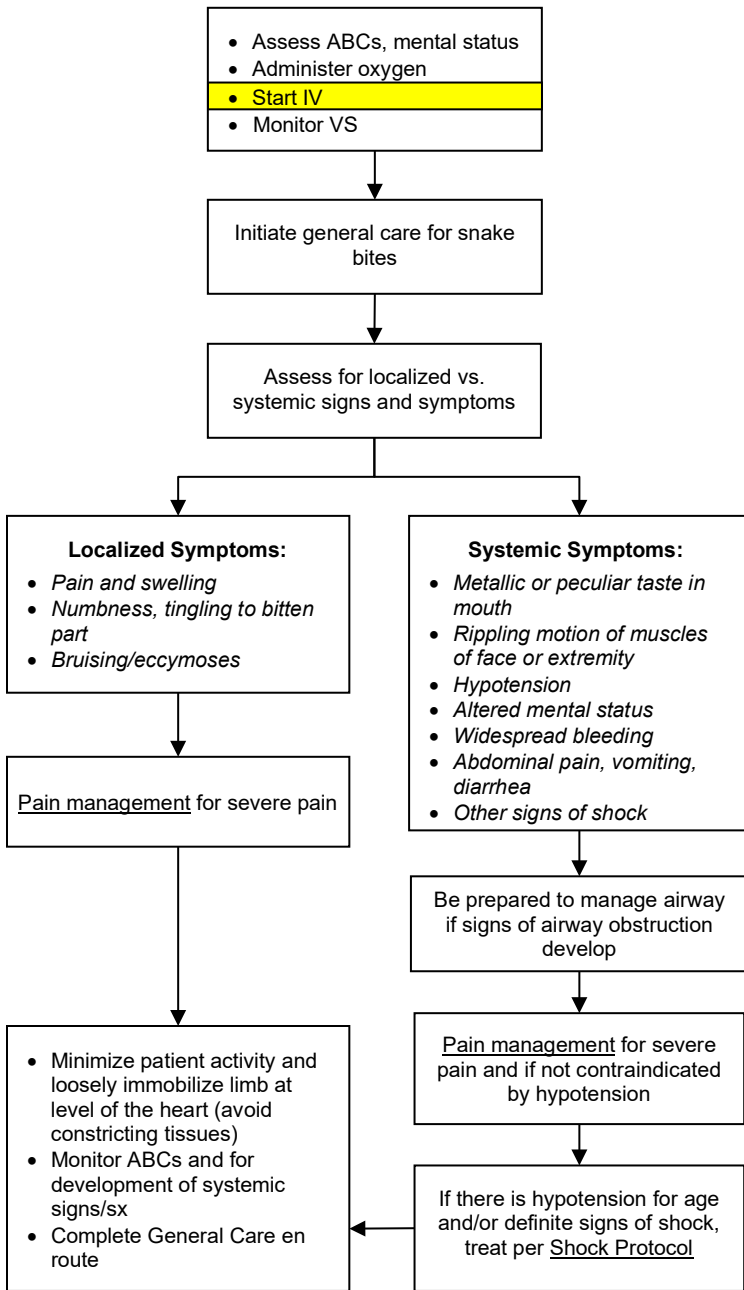 • Assess ABCs, mental status
• Administer oxygen
• Start IV
• Monitor VS
Initiate general care for snake
bites
Assess for localized vs.
systemic signs and symptoms
Localized Symptoms:
• Pain and swelling
• Numbness, tingling to bitten
part
• Bruising/eccymoses
Pain management for severe pain
Systemic Symptoms:
• Metallic or peculiar taste in
mouth
• Rippling motion of muscles
of face or extremity
• Hypotension
• Altered mental status
• Widespread bleeding
• Abdominal pain, vomiting,
diarrhea
• Other signs of shock
Be prepared to manage airway
if signs of airway obstruction
develop
Pain management for severe
pain and if not contraindicated
by hypotension
If there is hypotension for age
and/or definite signs of shock,
treat per Shock Protocol
• Minimize patient activity and
loosely immobilize limb at
level of the heart (avoid
constricting tissues)
• Monitor ABCs and for
development of systemic
signs/sx
• Complete General Care en
route